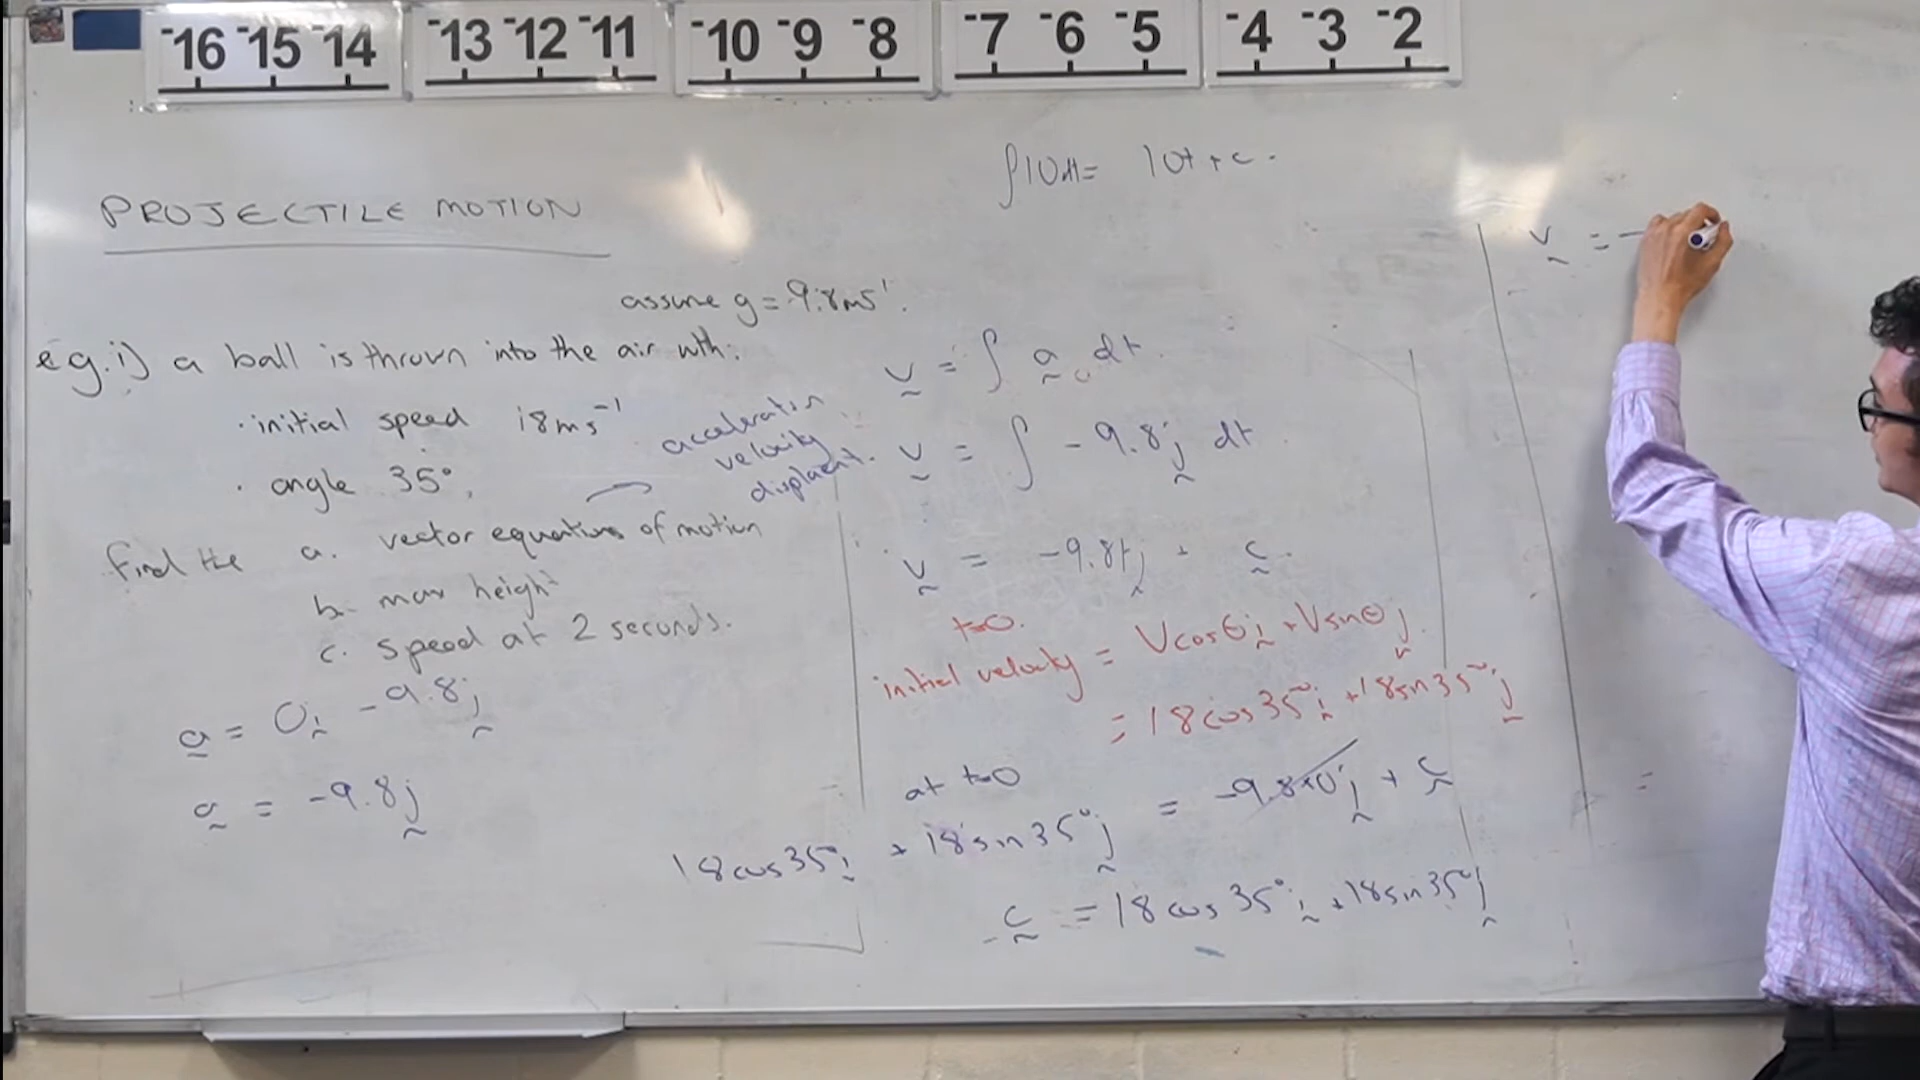 -16 -15 -14 -13 -12 -11 -10 -9 -8 -7 -6 -5 -4 -3 -2
∫10dt= 10t + c.
PROJECTILE MOTION
assume g = 9.8ms¹.
e.g.i) a ball is thrown into the air with:
· initial speed 18ms⁻¹
· angle 35°.
Find the a. vector equations of motion
b. max height
c. speed at 2 seconds.
a = 0i -9.8j
a = -9.8j
acceleration
velocity
v = ∫ a dt.
v = ∫ -9.8j dt
v = -9.8tj + c.
t=0.
initial velocity = Vcosθi + Vsinθj
= 18cos35°i + 18sin35°j
at t=0
18cos35°i + 18sin35°j = -9.8×0j + c
c = 18cos35°i + 18sin35°j
v = -
=